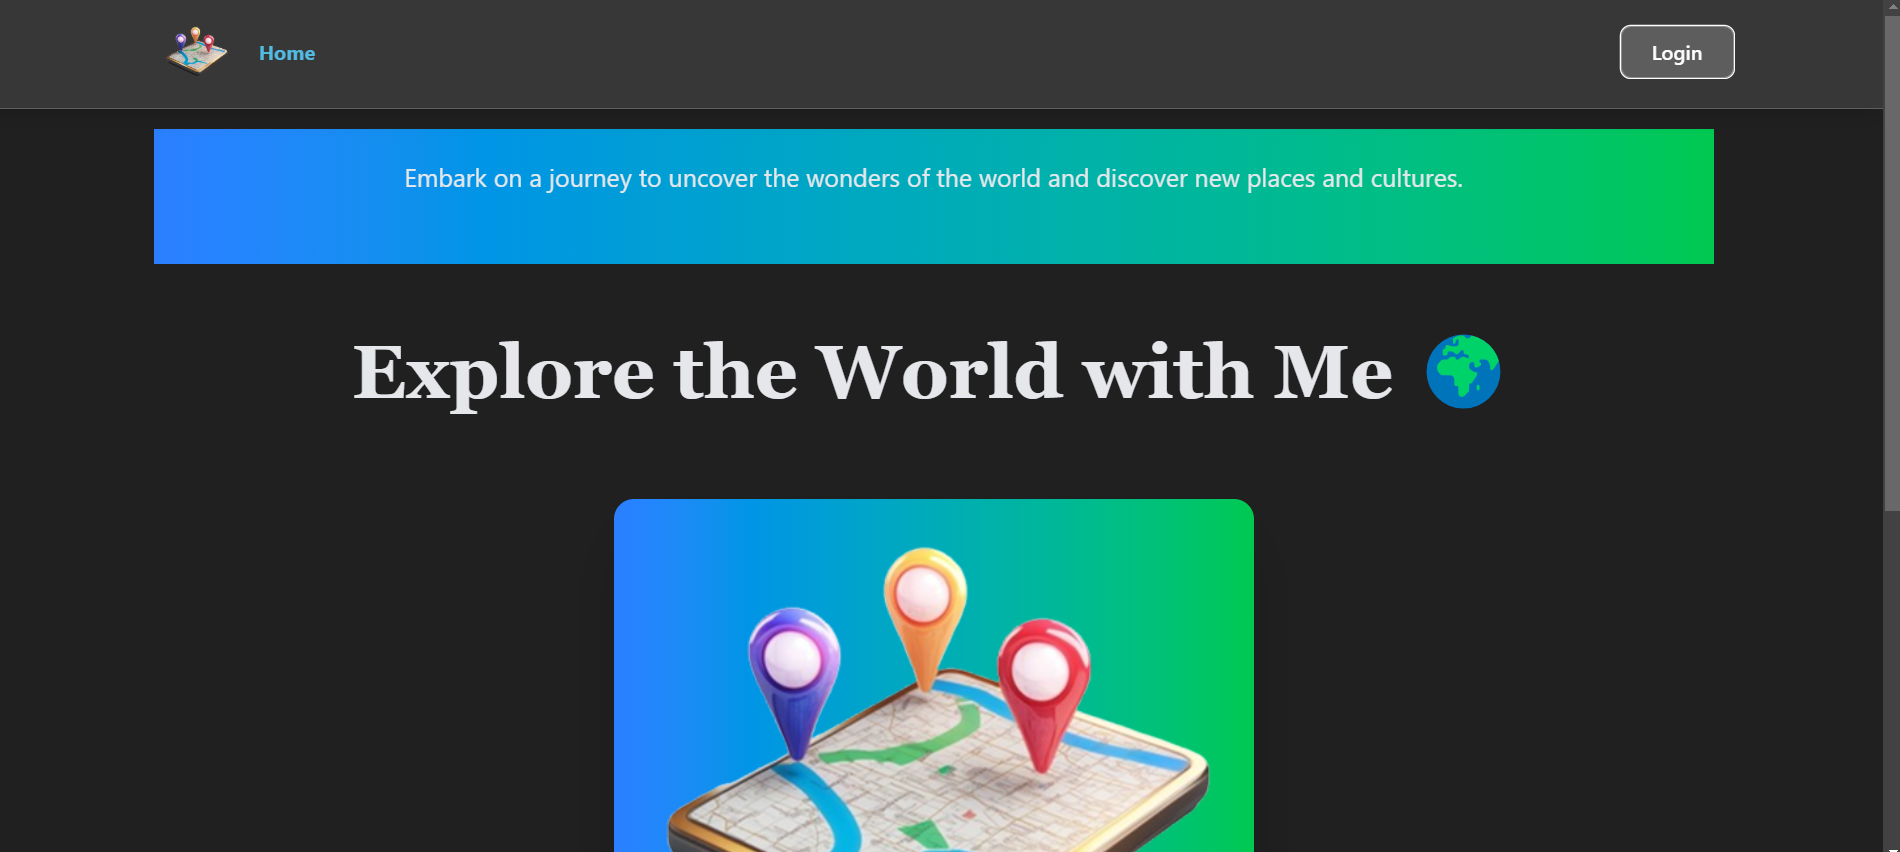 Home
Login
Embark on a journey to uncover the wonders of the world and discover new places and cultures.
Explore the World with Me 🌍